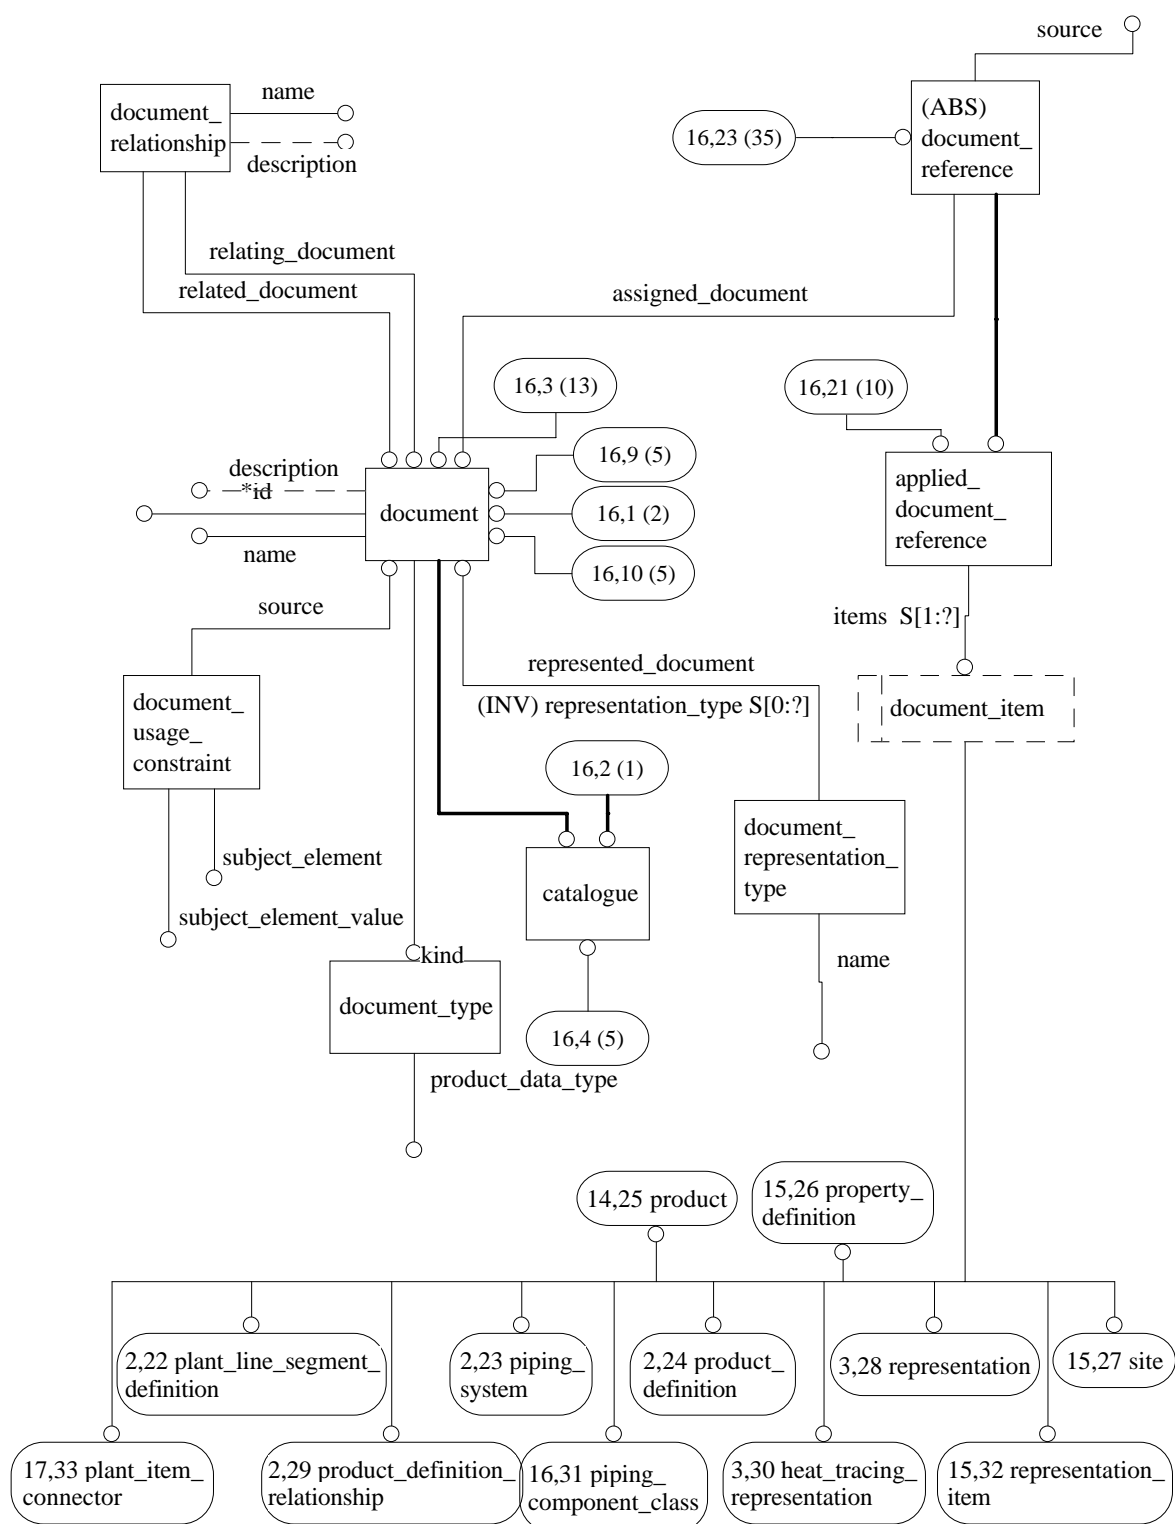 source
name
document_
relationship
description
(ABS)
document_
reference
16,23 (35)
relating_document
related_document
assigned_document
16,3 (13)
16,21 (10)
description
*id
16,9 (5)
document
16,1 (2)
name
16,10 (5)
applied_
document_
reference
source
items S[1:?]
represented_document
(INV) representation_type S[0:?]
document_
usage_
constraint
document_item
16,2 (1)
document_
representation_
type
subject_element
catalogue
subject_element_value
kind
name
document_type
16,4 (5)
product_data_type
14,25 product
15,26 property_
definition
2,22 plant_line_segment_
definition
2,23 piping_
system
2,24 product_
definition
3,28 representation
15,27 site
17,33 plant_item_
connector
2,29 product_definition_
relationship
16,31 piping_
component_class
3,30 heat_tracing_
representation
15,32 representation_
item